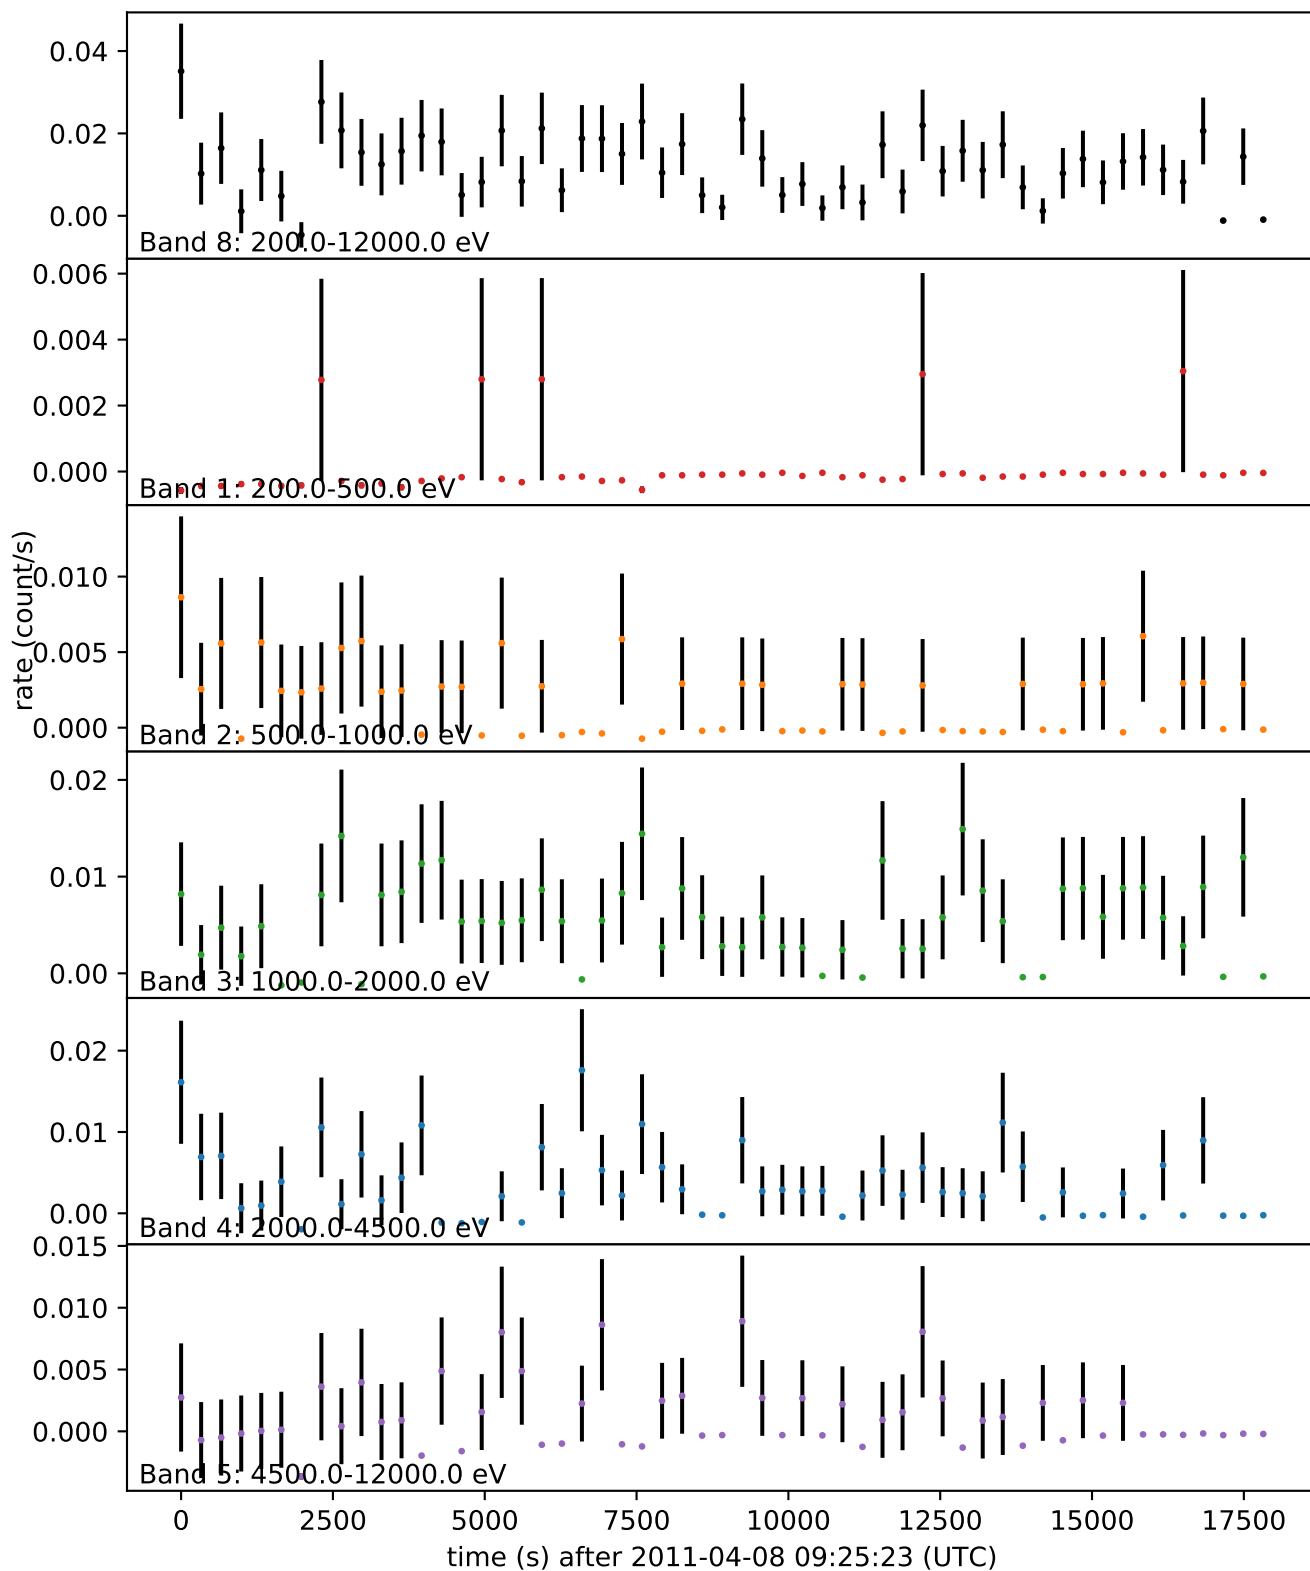 0.04
0.02
0.00
Band 8: 200.0-12000.0 eV
0.006
0.004
0.002
0.000
Band 1: 200.0-500.0 eV
rate (count/s)
0.010
0.005
0.000
Band 2: 500.0-1000.0 eV
0.02
0.01
0.00
Band 3: 1000.0-2000.0 eV
0.02
0.01
0.00
Band 4: 2000.0-4500.0 eV
0.015
0.010
0.005
0.000
Band 5: 4500.0-12000.0 eV
0 2500 5000 7500 10000 12500 15000 17500
time (s) after 2011-04-08 09:25:23 (UTC)